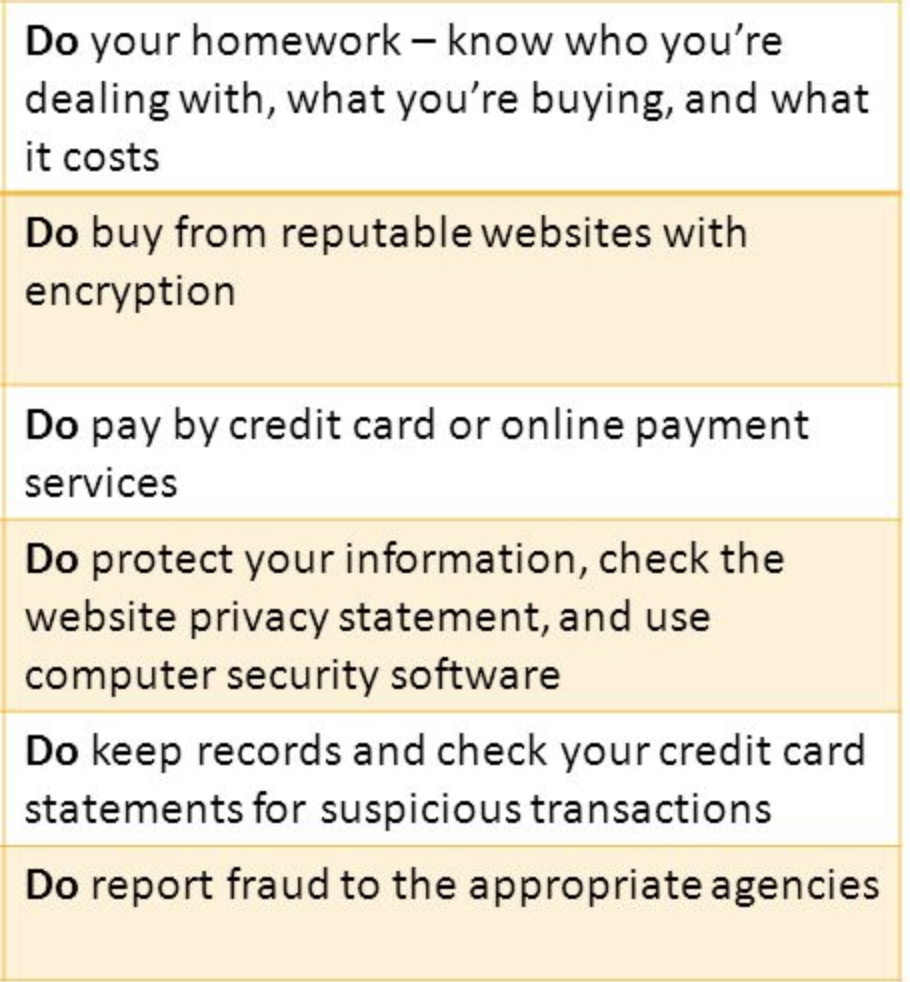 Do your homework – know who you’re
dealing with, what you’re buying, and what
it costs
Do buy from reputable websites with
encryption
Do pay by credit card or online payment
services
Do protect your information, check the
website privacy statement, and use
computer security software
Do keep records and check your credit card
statements for suspicious transactions
Do report fraud to the appropriate agencies